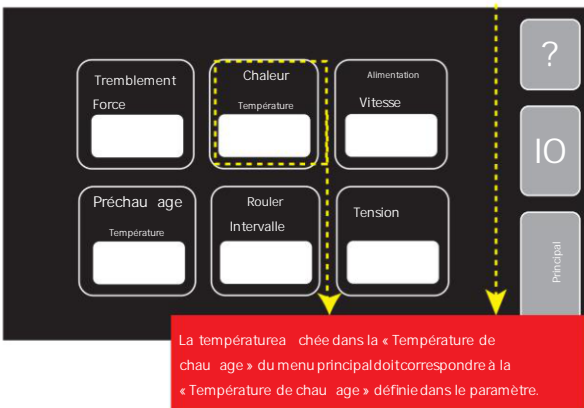 Tremblement
Force
Chaleur
Température
Alimentation
Vitesse
?
IO
Préchau age
Température
Rouler
Intervalle
Tension
Principal
La températurea chée dans la « Température de
chau age » du menu principal doit correspondre à la
« Température de chau age » définie dans le paramètre.